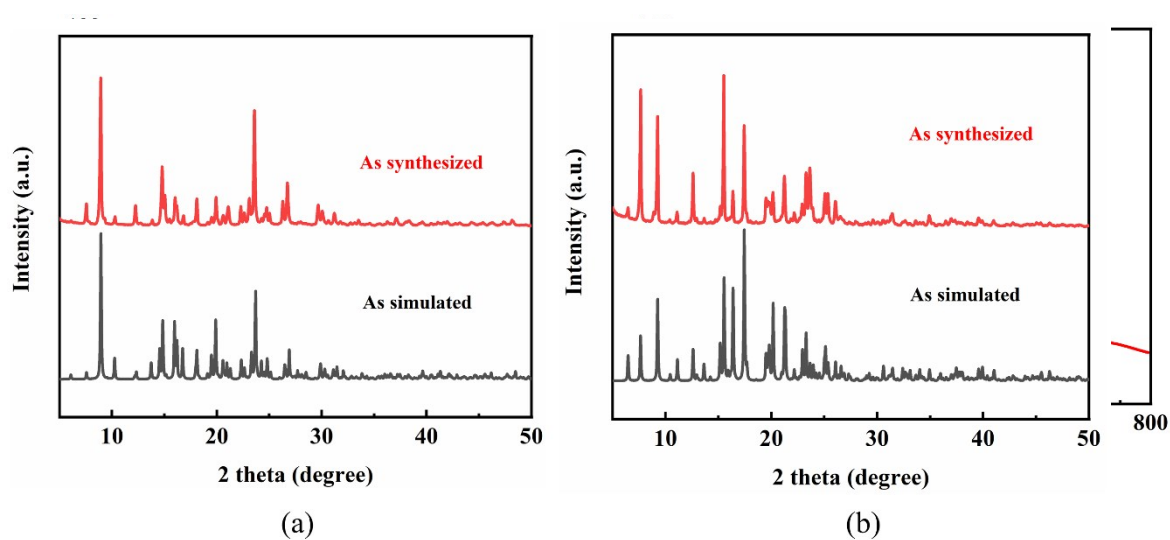 As synthesized
As simulated
Intensity (a.u.)
10 20 30 40 50
2 theta (degree)
(a)
As synthesized
As simulated
Intensity (a.u.)
10 20 30 40 50
2 theta (degree)
(b)
800